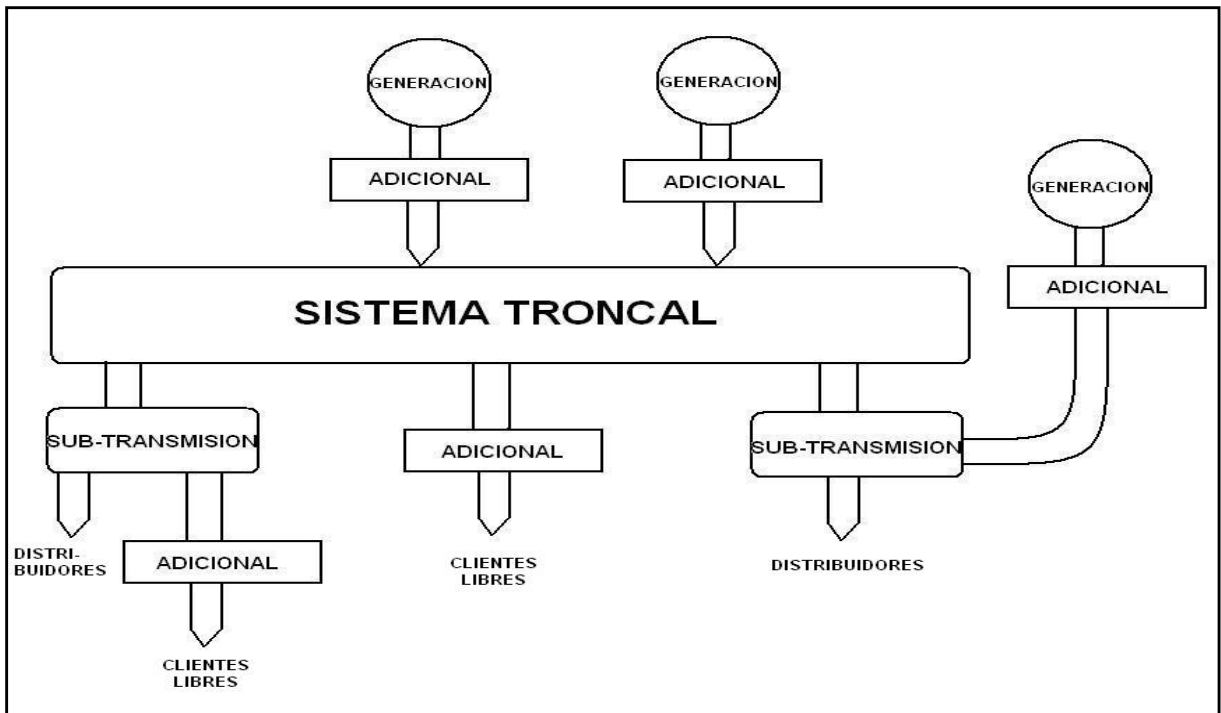 GENERACION
GENERACION
ADICIONAL
ADICIONAL
GENERACION
ADICIONAL
SISTEMA TRONCAL
SUB-TRANSMISION
ADICIONAL
SUB-TRANSMISION
DISTRI-
BUIDORES
ADICIONAL
CLIENTES
LIBRES
DISTRIBUIDORES
CLIENTES
LIBRES